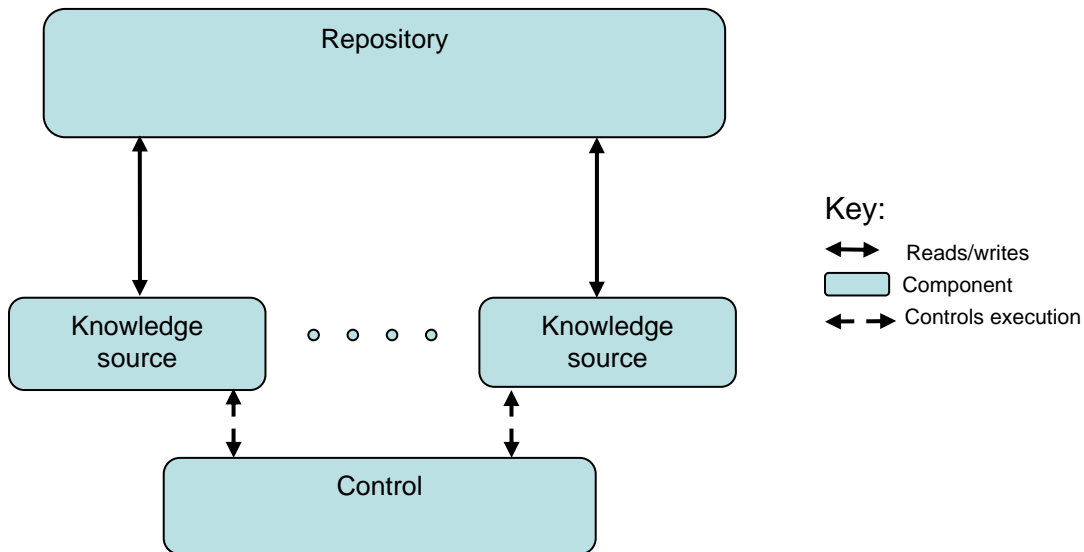 Repository
Key:
Reads/writes
Component
Controls execution
Knowledge
source
Knowledge
source
Control